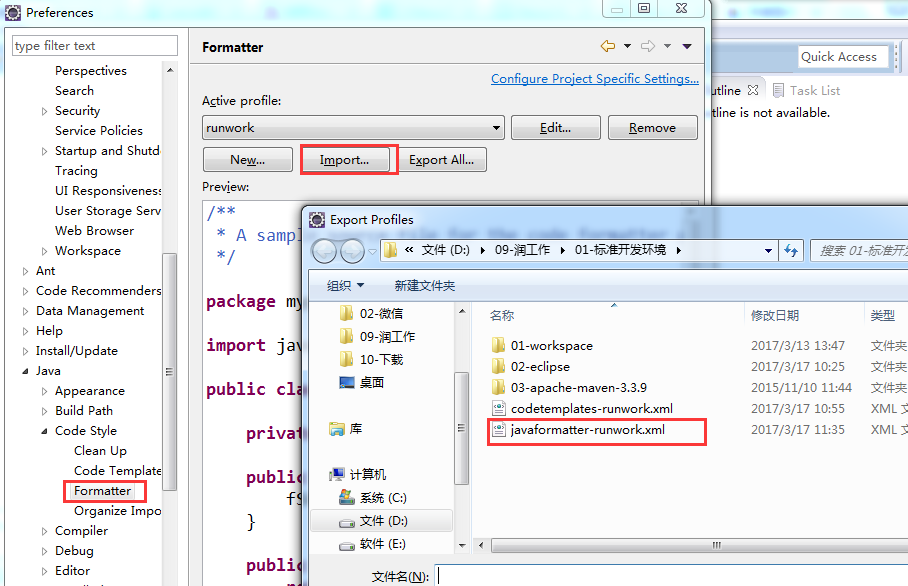 Preferences
type filter text
Perspectives
Search
Security
Service Policies
Startup and Shutd
Tracing
UI Responsiveness
User Storage Serv
Web Browser
Workspace
Ant
Code Recommenders
Data Management
Help
Install/Update
Java
Appearance
Build Path
Code Style
Clean Up
Code Template
Formatter
Organize Impo
Compiler
Debug
Editor
Formatter
Configure Project Specific Settings...
Active profile:
runwork
Edit...
Remove
New...
Import...
Export All...
Preview:
/**
* A sampl
*/
package my
import jav
public cla
privat
public
fS
}
public
Quick Access
utline
Task List
tline is not available.
Export Profiles
« 文件 (D:) 09-润工作 01-标准开发环境
搜索 01-标准开发
组织
新建文件夹
02-微信
09-润工作
10-下载
桌面
库
计算机
系统 (C:)
文件 (D:)
软件 (E:)
名称 修改日期 类型
01-workspace 2017/3/13 13:47 文件夹
02-eclipse 2017/3/17 10:25 文件夹
03-apache-maven-3.3.9 2015/11/10 11:44 文件夹
codetemplates-runwork.xml 2017/3/17 10:55 XML 文
javaformatter-runwork.xml 2017/3/17 11:35 XML 文
文件名(N):